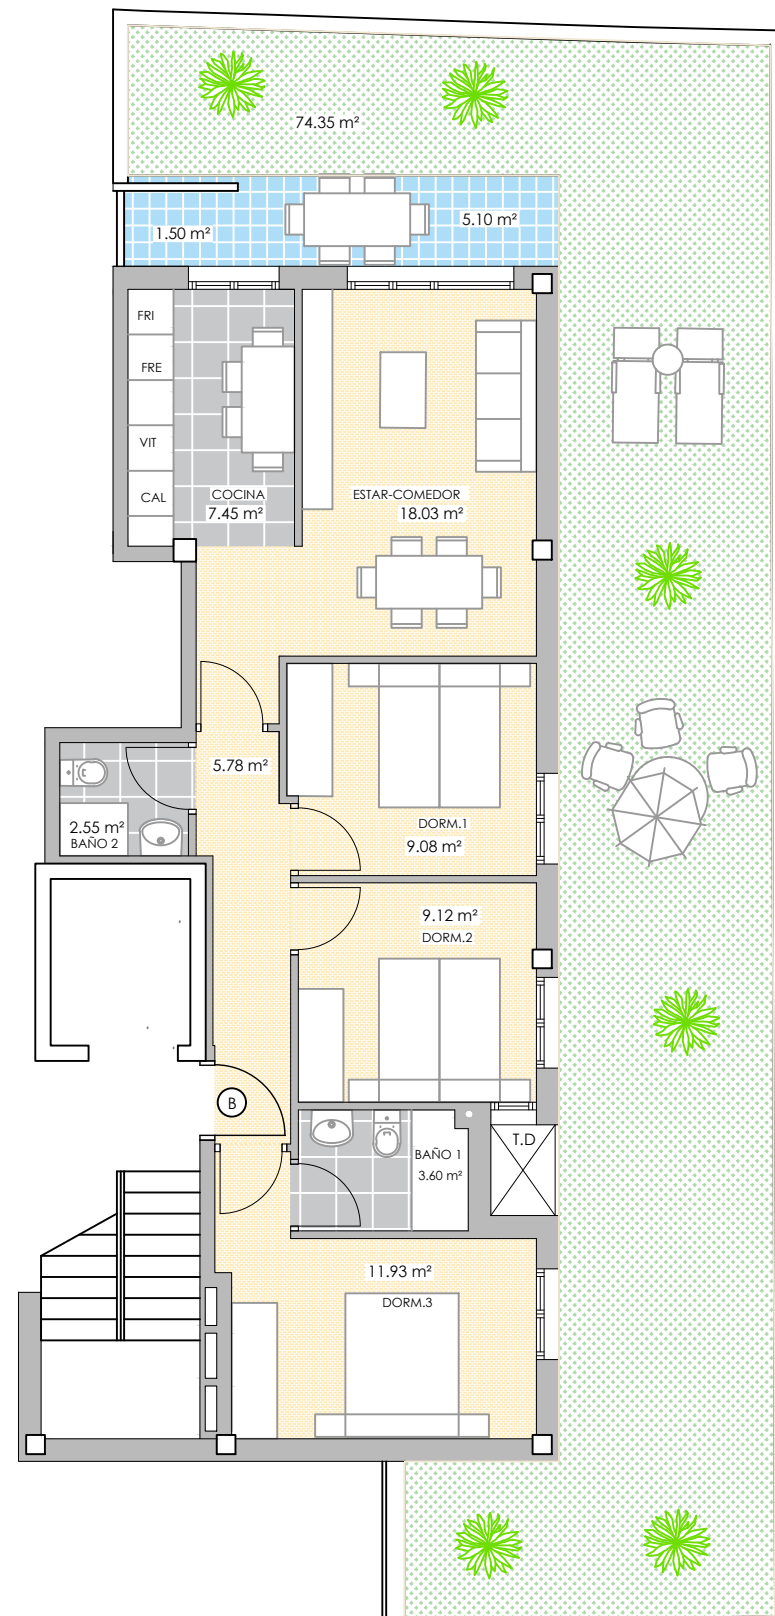 74.35 m²
5.10 m²
1.50 m²
FRI
FRE
VIT
CAL
COCINA
7.45 m²
ESTAR-COMEDOR
18.03 m²
5.78 m²
2.55 m²
BAÑO 2
DORM.1
9.08 m²
9.12 m²
DORM.2
B
T.D
BAÑO 1
3.60 m²
11.93 m²
DORM.3